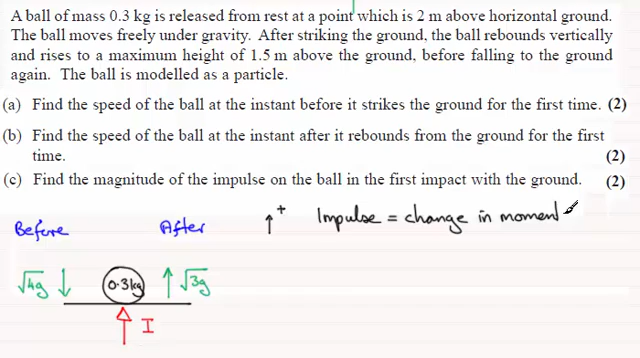 A ball of mass 0.3 kg is released from rest at a point which is 2 m above horizontal ground.
The ball moves freely under gravity. After striking the ground, the ball rebounds vertically
and rises to a maximum height of 1.5 m above the ground, before falling to the ground
again. The ball is modelled as a particle.
(a) Find the speed of the ball at the instant before it strikes the ground for the first time. (2)
(b) Find the speed of the ball at the instant after it rebounds from the ground for the first
time. (2)
(c) Find the magnitude of the impulse on the ball in the first impact with the ground. (2)
Before After ↑+ Impulse = change in moment
√4g ↓ 0.3kg ↑ √3g
↑ I